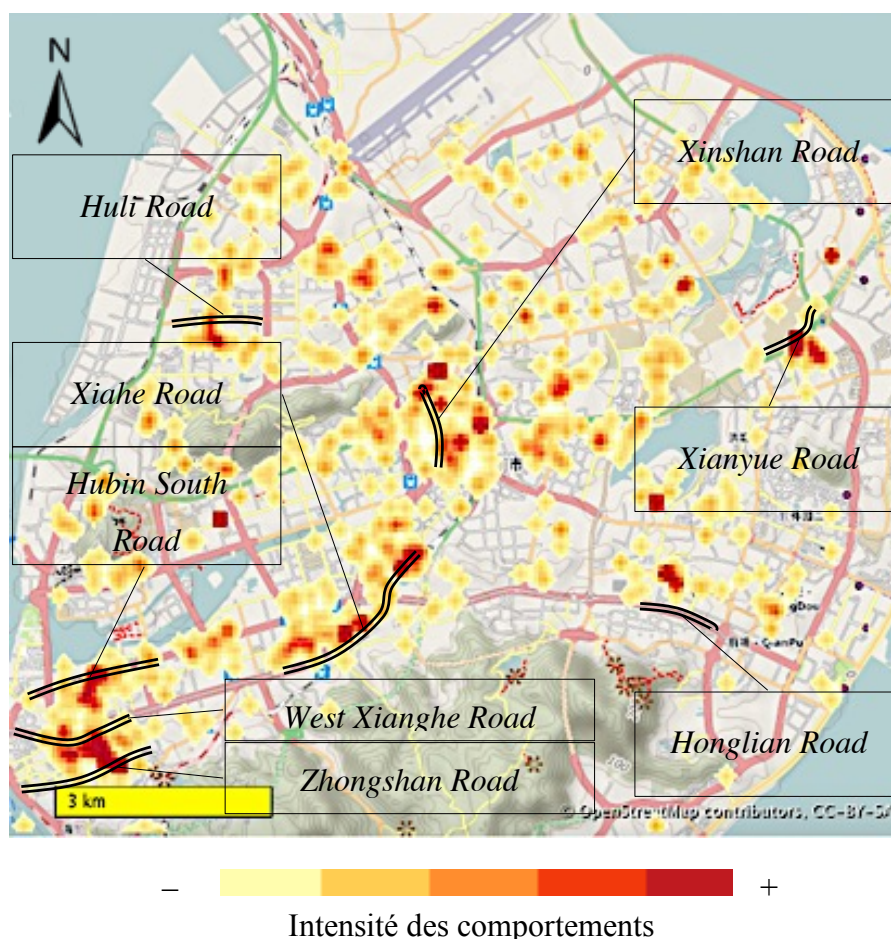 N
Xinshan Road
Huli Road
Xiahe Road
Hubin South
Road
Xianyue Road
West Xianghe Road
Honglian Road
Zhongshan Road
3 km
© OpenStreetMap contributors, CC-BY-SA
– +
Intensité des comportements